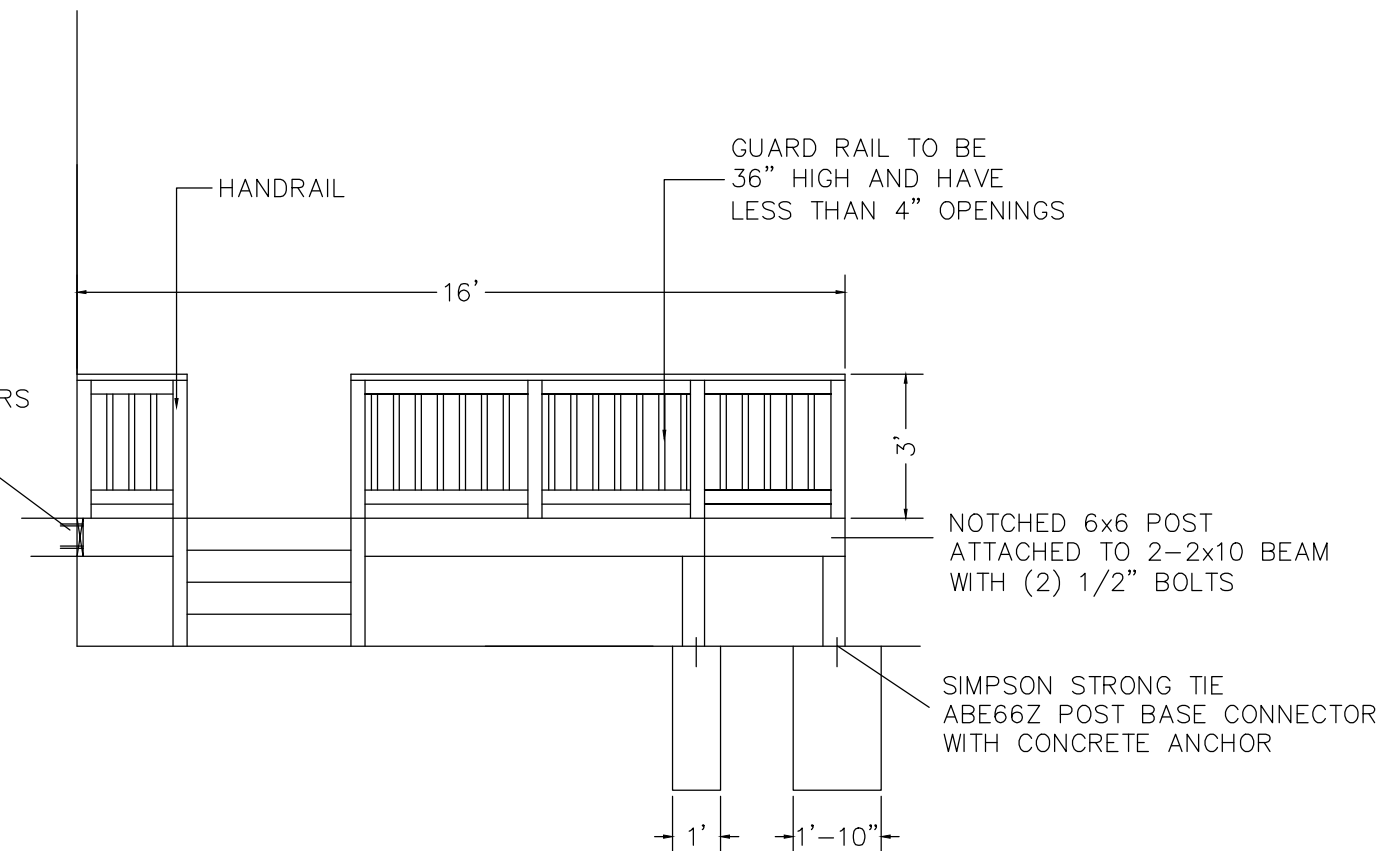 GUARD RAIL TO BE
36” HIGH AND HAVE
LESS THAN 4” OPENINGS
HANDRAIL
16’
RS
3’
NOTCHED 6x6 POST
ATTACHED TO 2-2x10 BEAM
WITH (2) 1/2” BOLTS
SIMPSON STRONG TIE
ABE66Z POST BASE CONNECTOR
WITH CONCRETE ANCHOR
1’
1’-10”